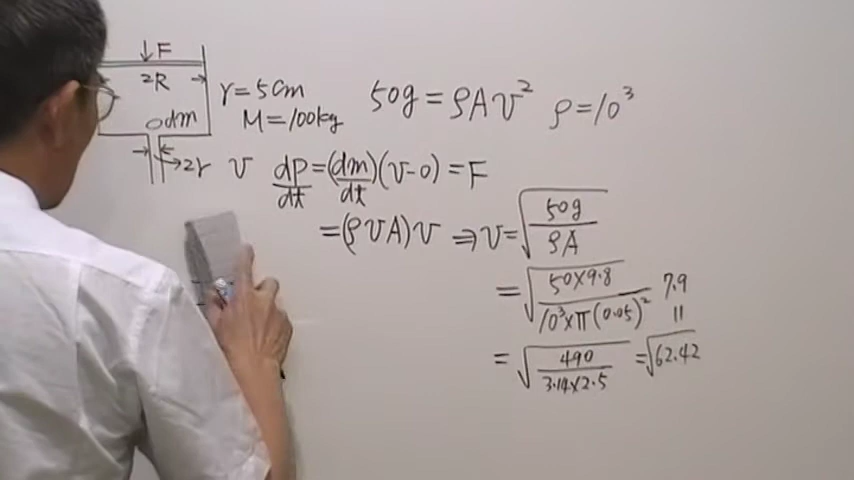 ↓F
2R
dm
→2r
r=5cm
M=100kg
50g=ρAv² ρ=10³
v dp/dt=(dm/dt)(v-0)=F
=(ρvA)v ⇒ v=√(50g/ρA)
=√(50×9.8/10³×π(0.05)²) 7.9
=√(490/3.14×2.5) =√62.42 11